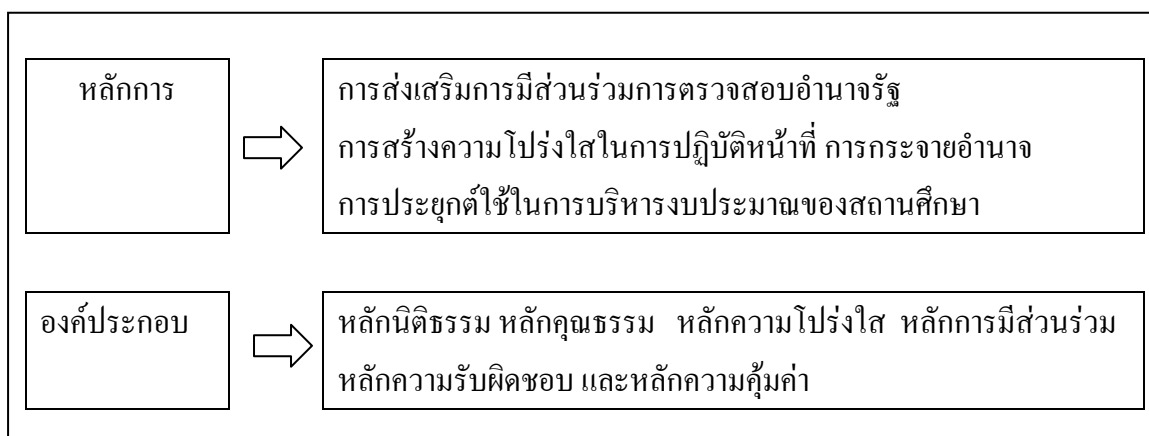 หลักการ
การส่งเสริมการมีส่วนร่วมการตรวจสอบอำนาจรัฐ
การสร้างความโปร่งใสในการปฏิบัติหน้าที่ การกระจายอำนาจ
การประยุกต์ใช้ในการบริหารงบประมาณของสถานศึกษา
องค์ประกอบ
หลักนิติธรรม หลักคุณธรรม หลักความโปร่งใส หลักการมีส่วนร่วม
หลักความรับผิดชอบ และหลักความคุ้มค่า